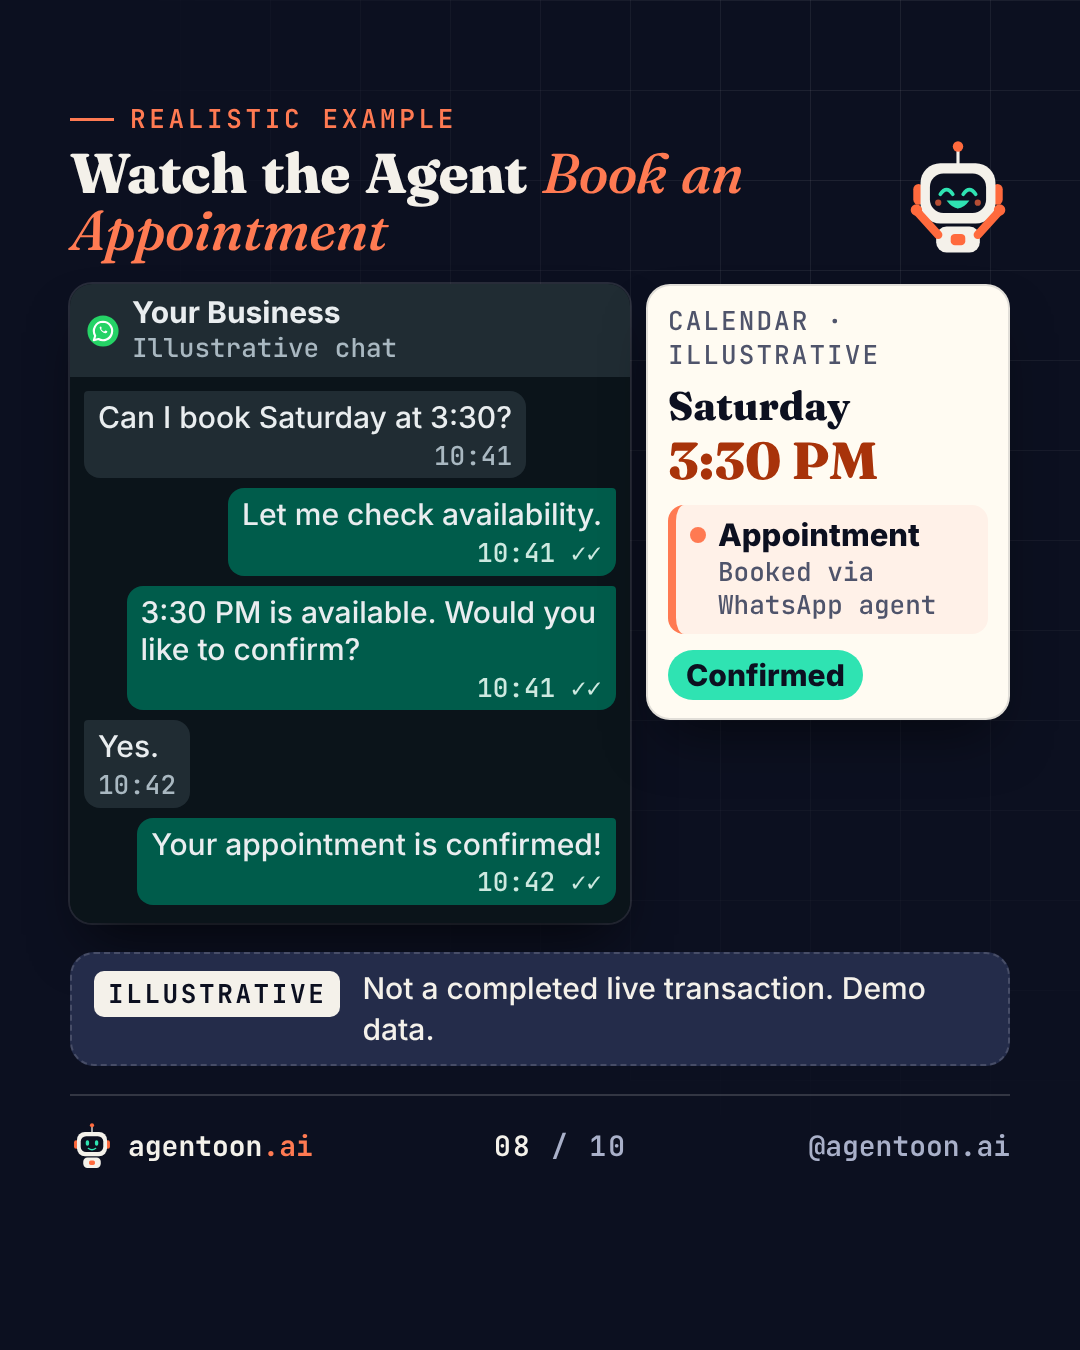 REALISTIC EXAMPLE
Watch the Agent Book an
Appointment
Your Business
Illustrative chat
Can I book Saturday at 3:30?
10:41
Let me check availability.
10:41 ✓✓
3:30 PM is available. Would you
like to confirm?
10:41 ✓✓
Yes.
10:42
Your appointment is confirmed!
10:42 ✓✓
CALENDAR ·
ILLUSTRATIVE
Saturday
3:30 PM
Appointment
Booked via
WhatsApp agent
Confirmed
ILLUSTRATIVE
Not a completed live transaction. Demo
data.
agentoon.ai
08 / 10
@agentoon.ai